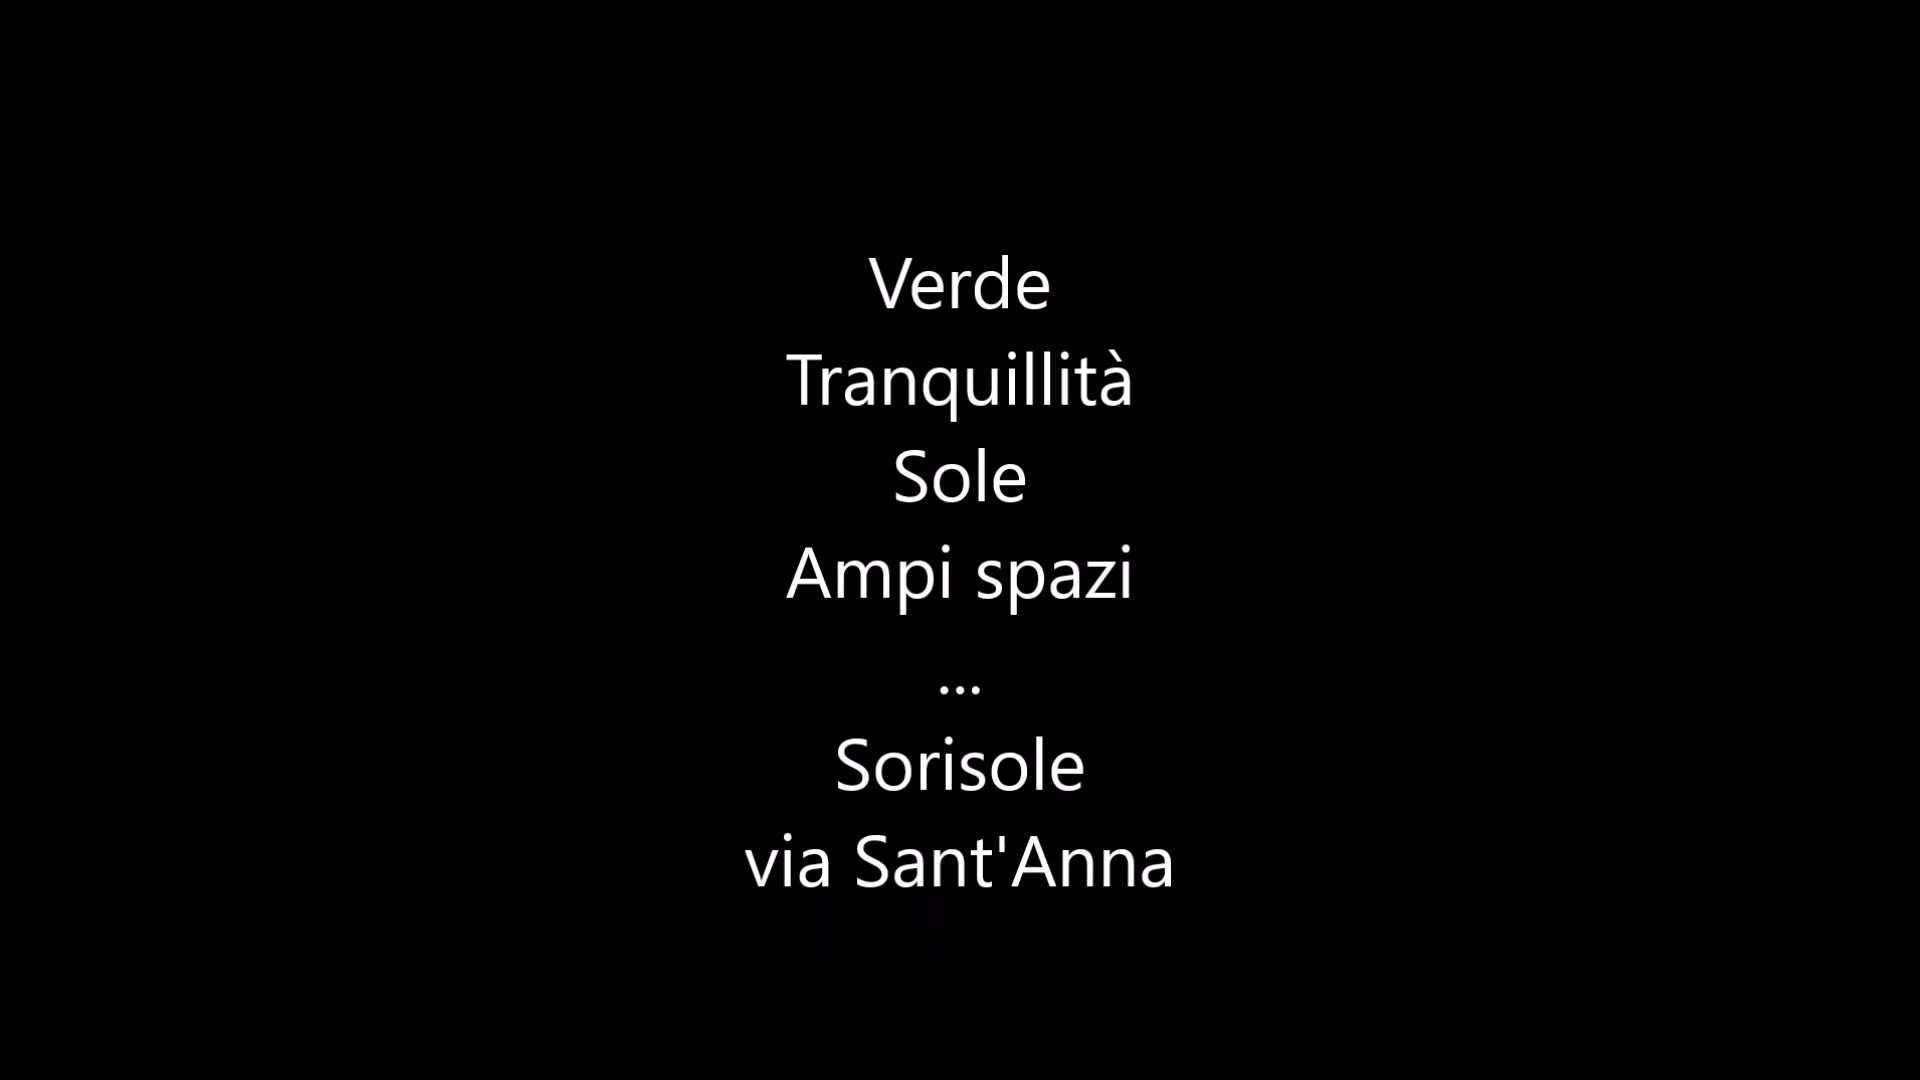 Verde
Tranquillità
Sole
Ampi spazi
...
Sorisole
via Sant'Anna